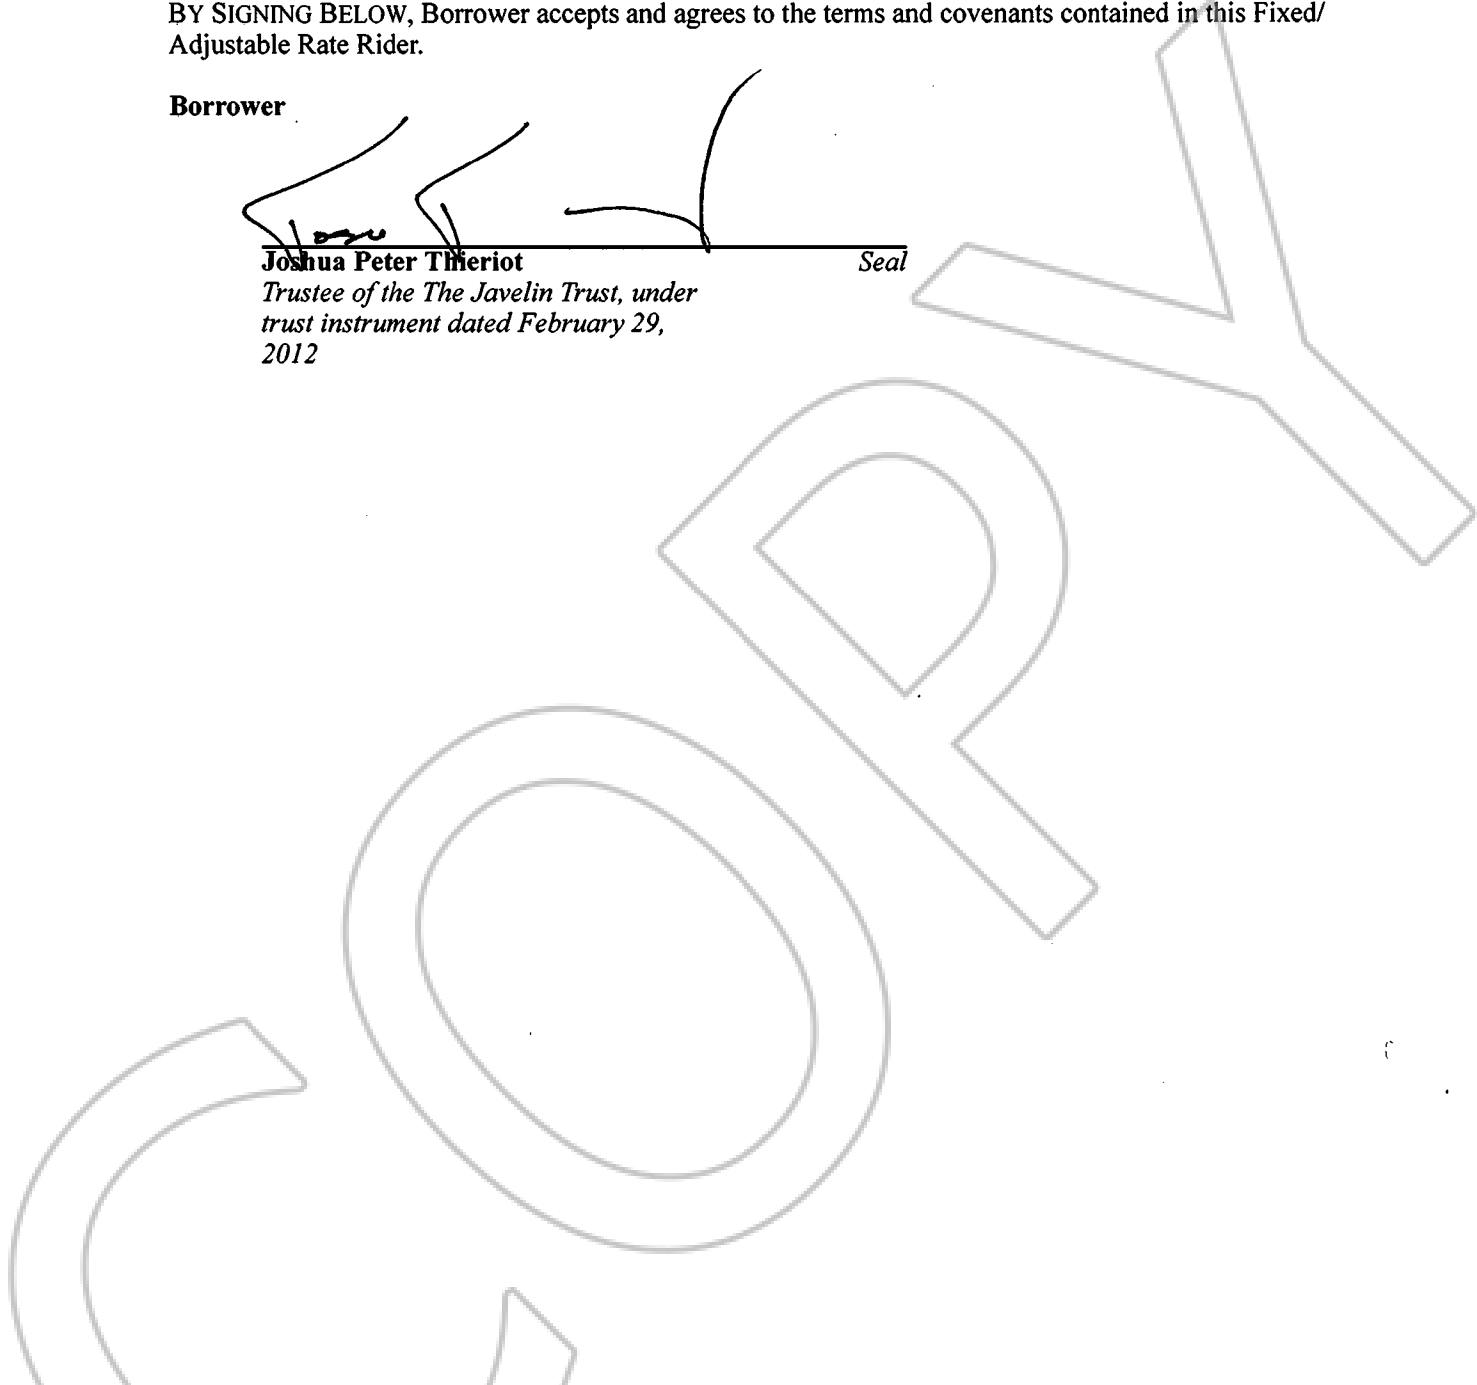 BY SIGNING BELOW, Borrower accepts and agrees to the terms and covenants contained in this Fixed/
Adjustable Rate Rider.
Borrower
Joshua Peter Thieriot
Seal
Trustee of the The Javelin Trust, under
trust instrument dated February 29,
2012
COPY